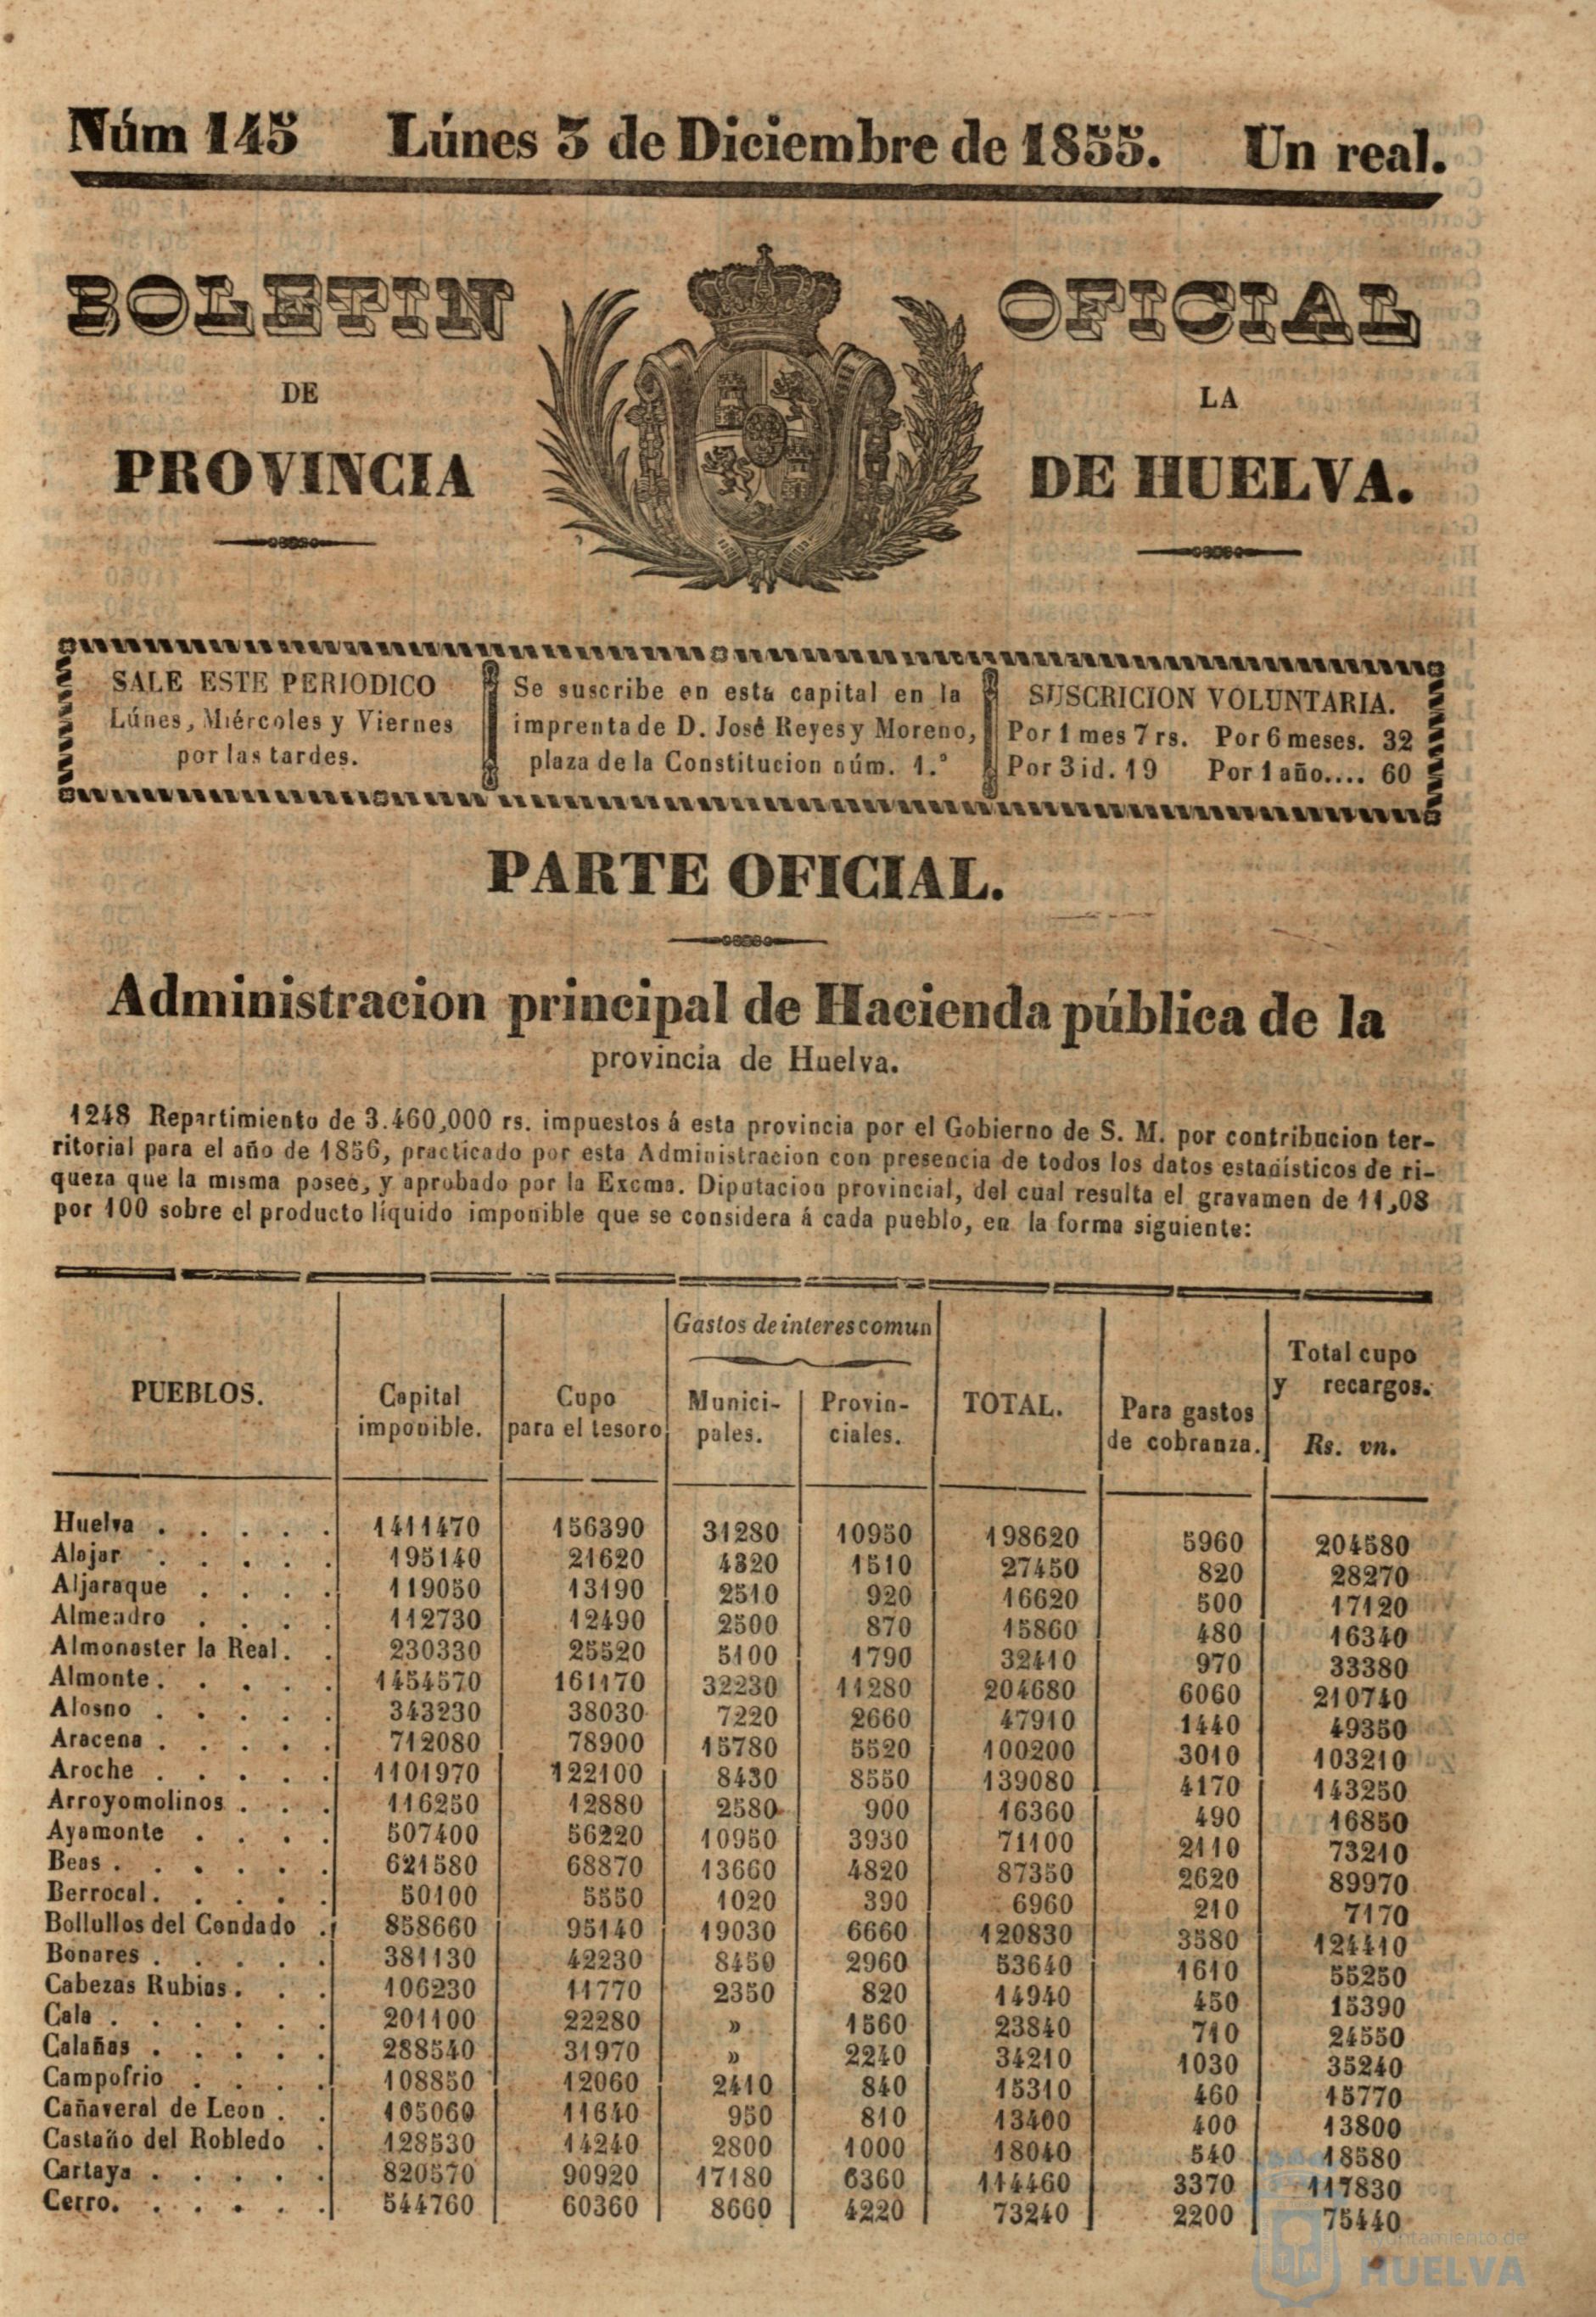 Núm 145 Lúnes 3 de Diciembre de 1855. Un real.
BOLETIN OFICIAL
DE LA
PROVINCIA DE HUELVA.
SALE ESTE PERIODICO
Lúnes, Miércoles y Viernes
por las tardes.
Se suscribe en esta capital en la
imprenta de D. José Reyes y Moreno,
plaza de la Constitucion núm. 1.°
SUSCRICION VOLUNTARIA.
Por 1 mes 7 rs. Por 6 meses. 32
Por 3 id. 19 Por 1 año.... 60
PARTE OFICIAL.
Administracion principal de Hacienda pública de la
provincia de Huelva.
1248 Repartimiento de 3.460,000 rs. impuestos á esta provincia por el Gobierno de S. M. por contribucion ter-
ritorial para el año de 1856, practicado por esta Administracion con presencia de todos los datos estadísticos de ri-
queza que la misma posee, y aprobado por la Excma. Diputacion provincial, del cual resulta el gravamen de 11,08
por 100 sobre el producto líquido imponible que se considera á cada pueblo, en la forma siguiente:
PUEBLOS.
Capital
imponible.
Cupo
para el tesoro
Gastos de interes comun
Munici-
pales.
Provin-
ciales.
TOTAL.
Para gastos
de cobranza.
Total cupo
y recargos.
Rs. vn.
Huelva . . . . . 1411470 156390 31280 10950 198620 5960 204580
Alajar . . . . . 195140 21620 4320 1510 27450 820 28270
Aljaraque . . . . 119050 13190 2510 920 16620 500 17120
Almendro . . . . 112730 12490 2500 870 15860 480 16340
Almonaster la Real. . 230330 25520 5100 1790 32410 970 33380
Almonte. . . . . 1454570 161170 32230 11280 204680 6060 210740
Alosno . . . . . 343230 38030 7220 2660 47910 1440 49350
Aracena . . . . . 712080 78900 15780 5520 100200 3010 103210
Aroche . . . . . 1101970 122100 8430 8550 139080 4170 143250
Arroyomolinos . . . 116250 12880 2580 900 16360 490 16850
Ayamonte . . . . 507400 56220 10950 3930 71100 2110 73210
Beas . . . . . . 621580 68870 13660 4820 87350 2620 89970
Berrocal. . . . . 50100 5550 1020 390 6960 210 7170
Bollullos del Condado . 858660 95140 19030 6660 120830 3580 124410
Bonares . . . . . 381130 42230 8450 2960 53640 1610 55250
Cabezas Rubias. . . 106230 11770 2350 820 14940 450 15390
Cala . . . . . . 201100 22280 » 1560 23840 710 24550
Calañas . . . . . 288540 31970 » 2240 34210 1030 35240
Campofrio . . . . 108850 12060 2410 840 15310 460 15770
Cañaveral de Leon . . 105060 11640 950 810 13400 400 13800
Castaño del Robledo . 128530 14240 2800 1000 18040 540 18580
Cartaya . . . . . 820570 90920 17180 6360 114460 3370 117830
Cerro. . . . . . 544760 60360 8660 4220 73240 2200 75440
Ayuntamiento de
HUELVA